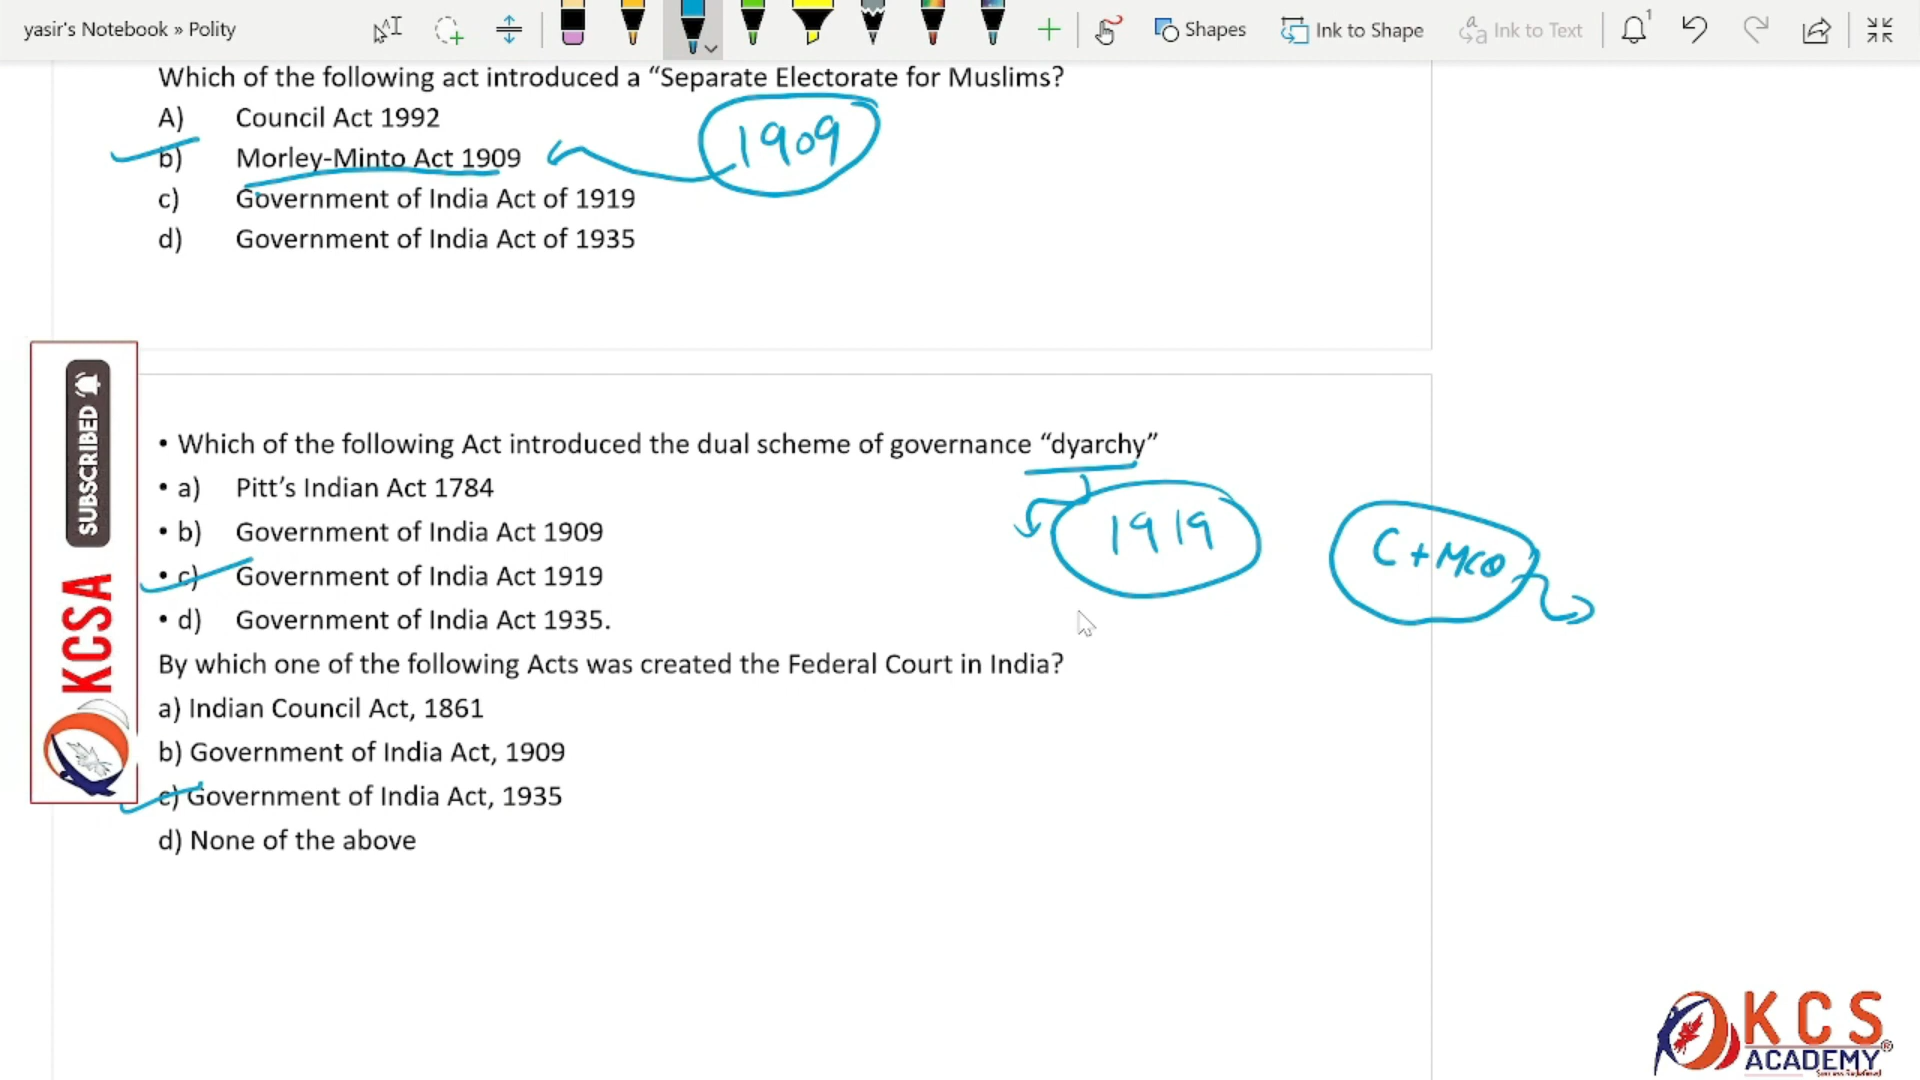 yasir's Notebook » Polity
Shapes
Ink to Shape
Ink to Text
1
Which of the following act introduced a “Separate Electorate for Muslims?
A) Council Act 1992
b) Morley-Minto Act 1909
1909
c) Government of India Act of 1919
d) Government of India Act of 1935
SUBSCRIBED
KCSA
• Which of the following Act introduced the dual scheme of governance “dyarchy”
• a) Pitt’s Indian Act 1784
• b) Government of India Act 1909
1919
C + MCQ
• c) Government of India Act 1919
• d) Government of India Act 1935.
By which one of the following Acts was created the Federal Court in India?
a) Indian Council Act, 1861
b) Government of India Act, 1909
c) Government of India Act, 1935
d) None of the above
KCS
ACADEMY®